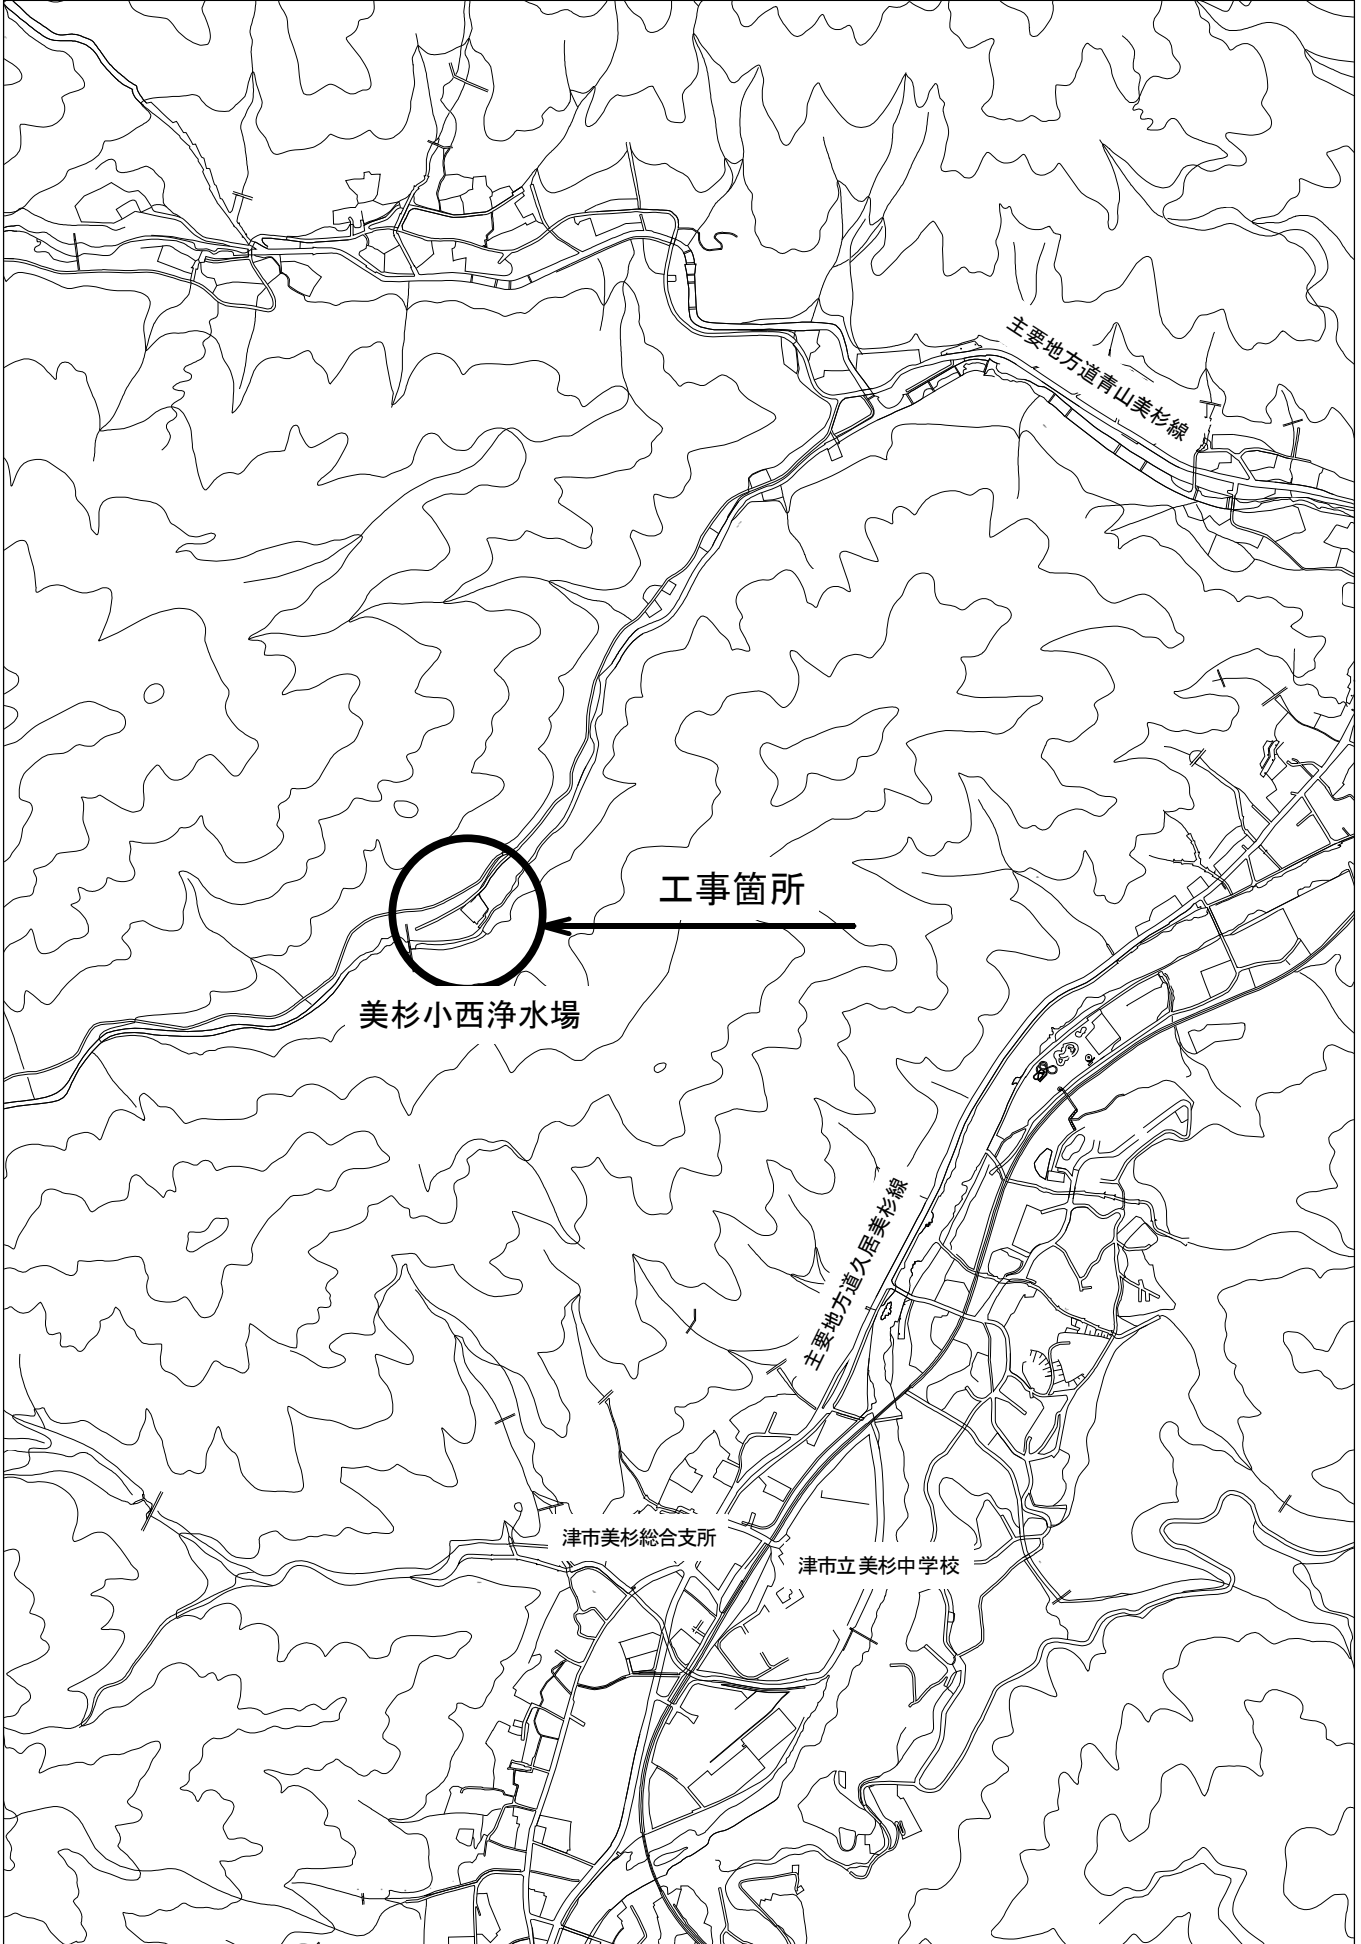 主要地方道青山美杉線
工事箇所
美杉小西浄水場
主要地方道久居美杉線
津市美杉総合支所
津市立美杉中学校